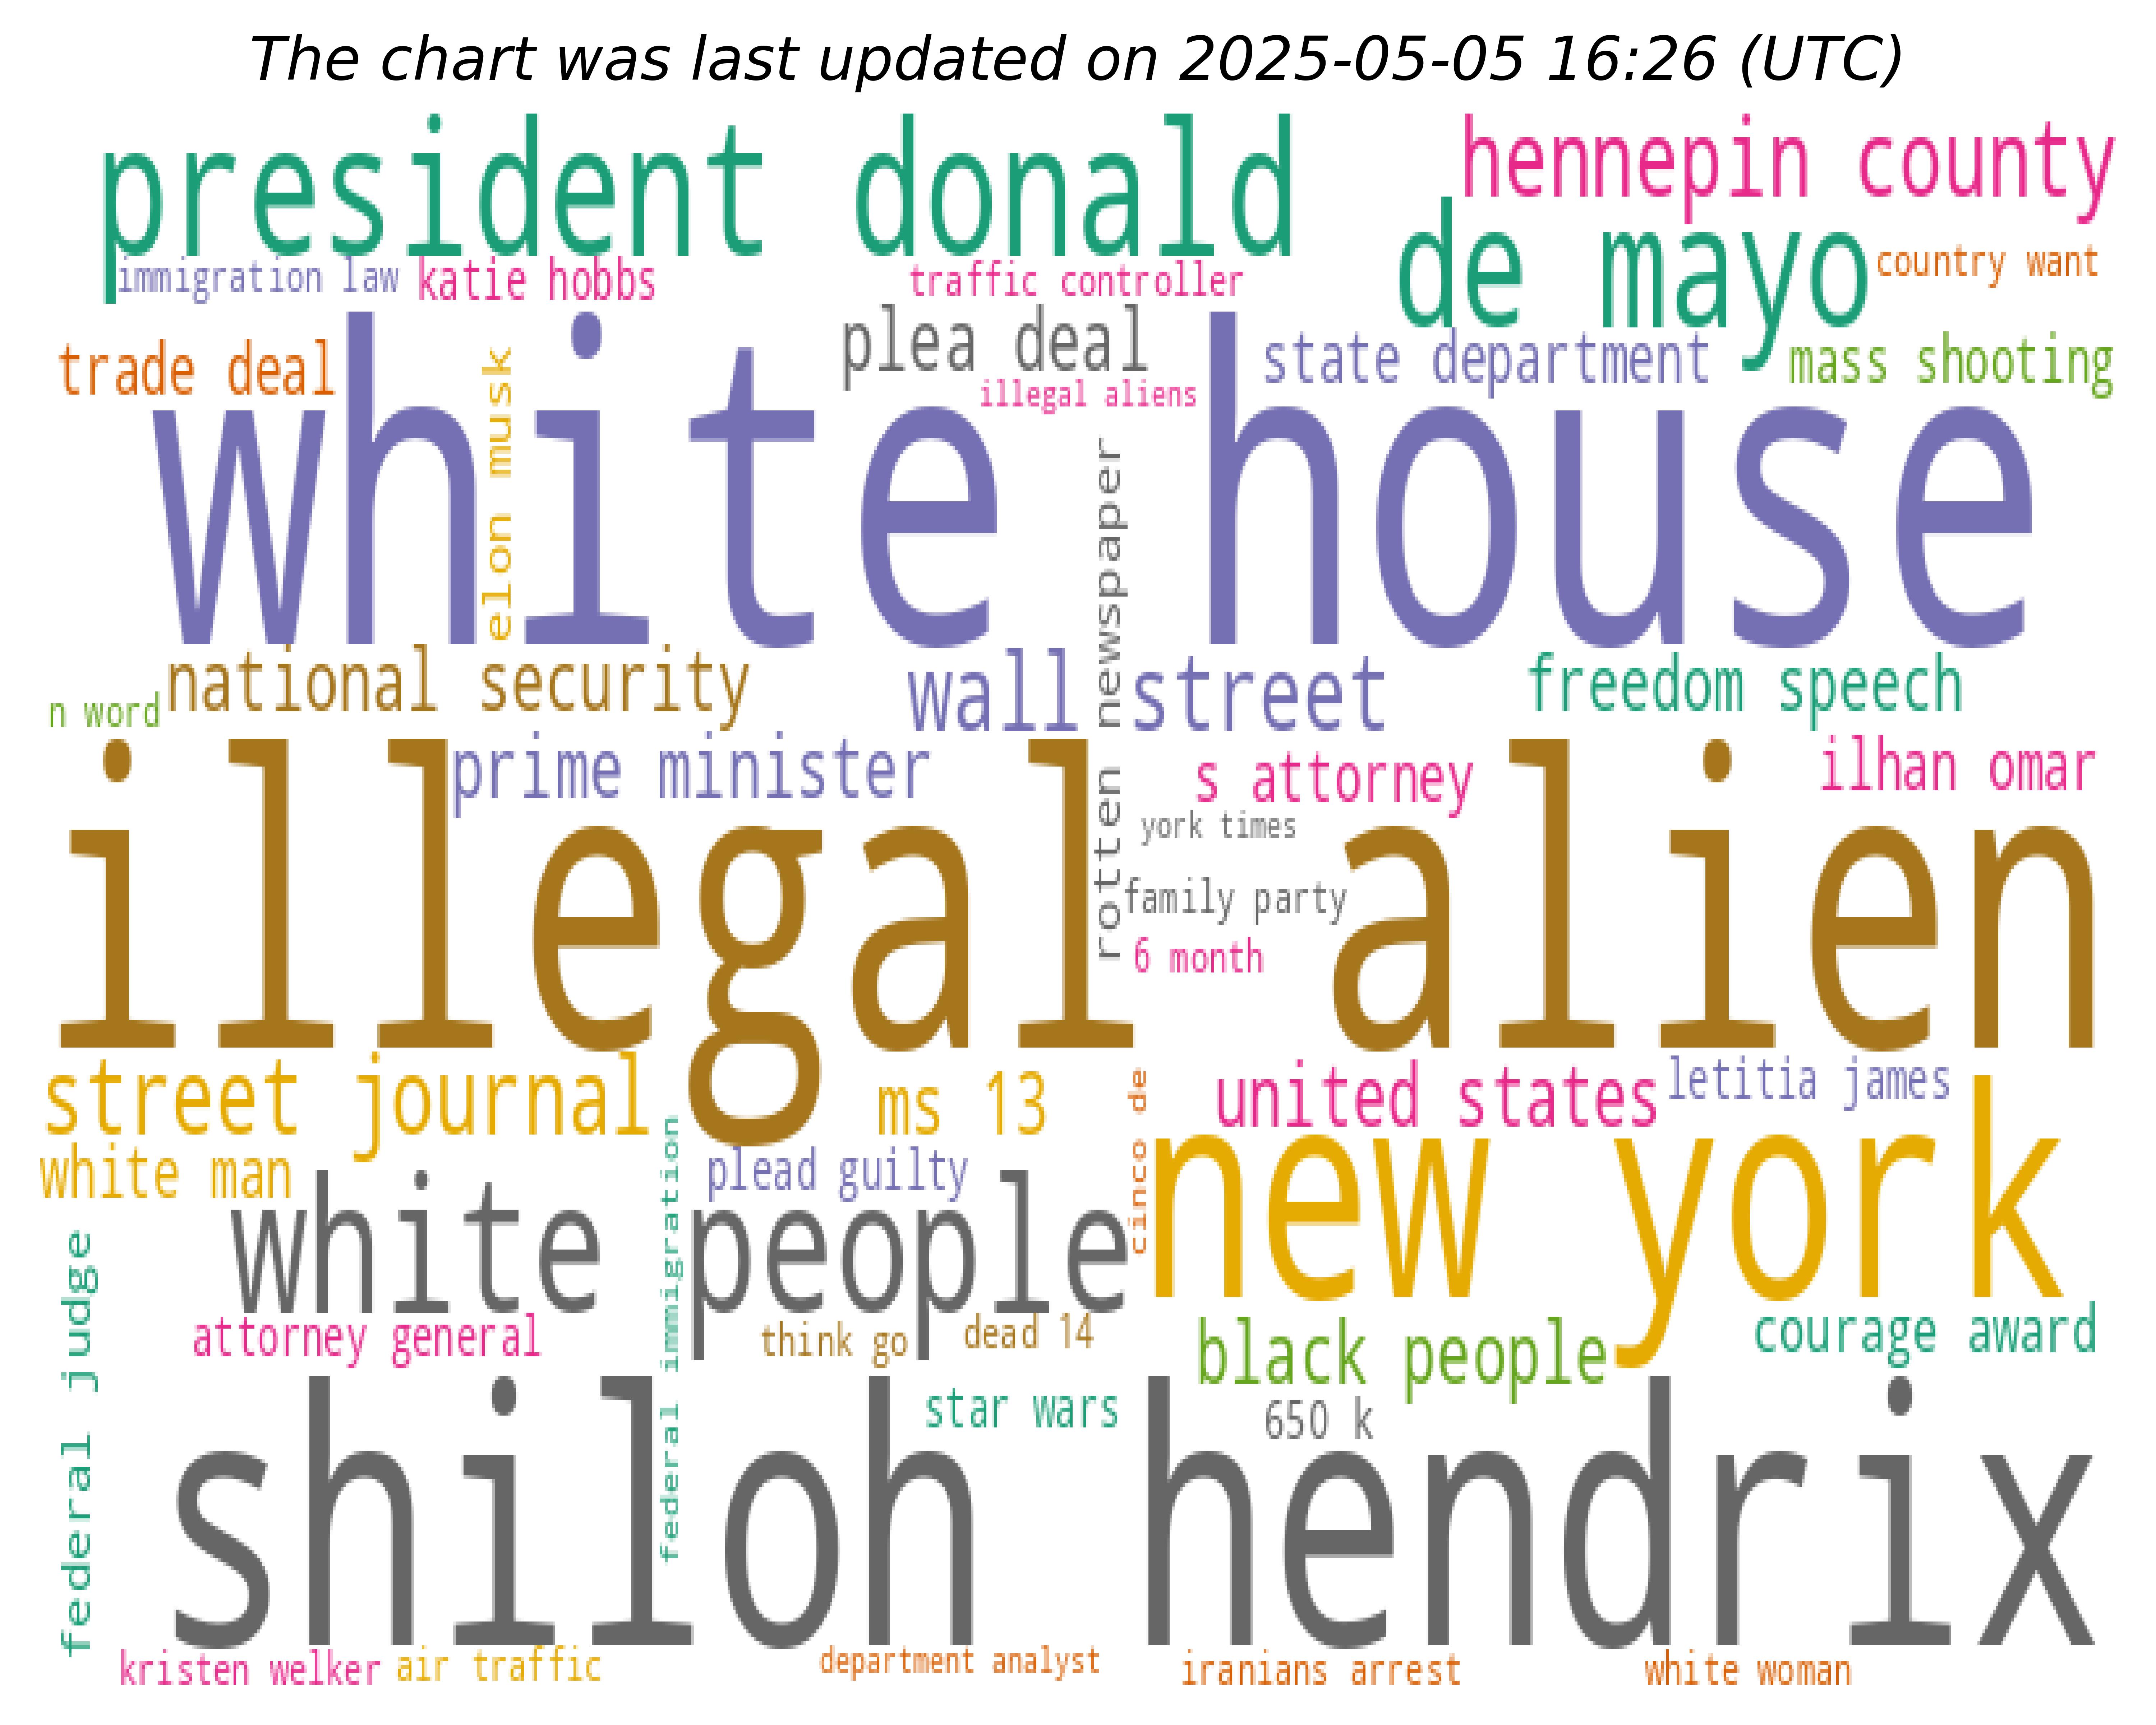 The chart was last updated on 2025-05-05 16:26 (UTC)
president donald
hennepin county
de mayo
country want
immigration law
katie hobbs
traffic controller
trade deal
elon musk
plea deal
state department
mass shooting
illegal aliens
white house
rotten newspaper
national security
wall street
freedom speech
n word
prime minister
s attorney
ilhan omar
york times
illegal alien
family party
6 month
street journal
ms 13
cinco de
united states
letitia james
white man
federal immigration
plead guilty
new york
white people
federal judge
attorney general
think go
dead 14
black people
courage award
star wars
650 k
shiloh hendrix
kristen welker
air traffic
department analyst
iranians arrest
white woman